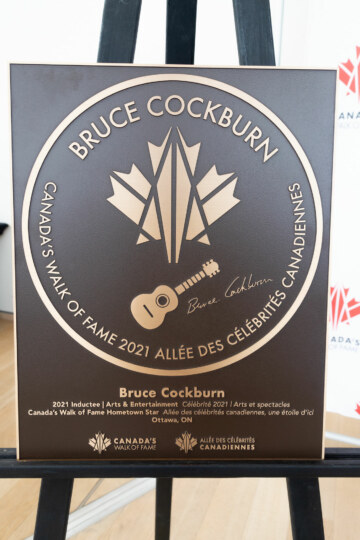 BRUCE COCKBURN
CANADA'S WALK OF FAME 2021 ALLÉE DES CÉLÉBRITÉS CANADIENNES
Bruce Cockburn
Bruce Cockburn
2021 Inductee | Arts & Entertainment Célébrité 2021 | Arts et spectacles
Canada's Walk of Fame Hometown Star Allée des célébrités canadiennes, une étoile d'ici
Ottawa, ON
CANADA'S WALK OF FAME
ALLÉE DES CÉLÉBRITÉS CANADIENNES
CANADA'S